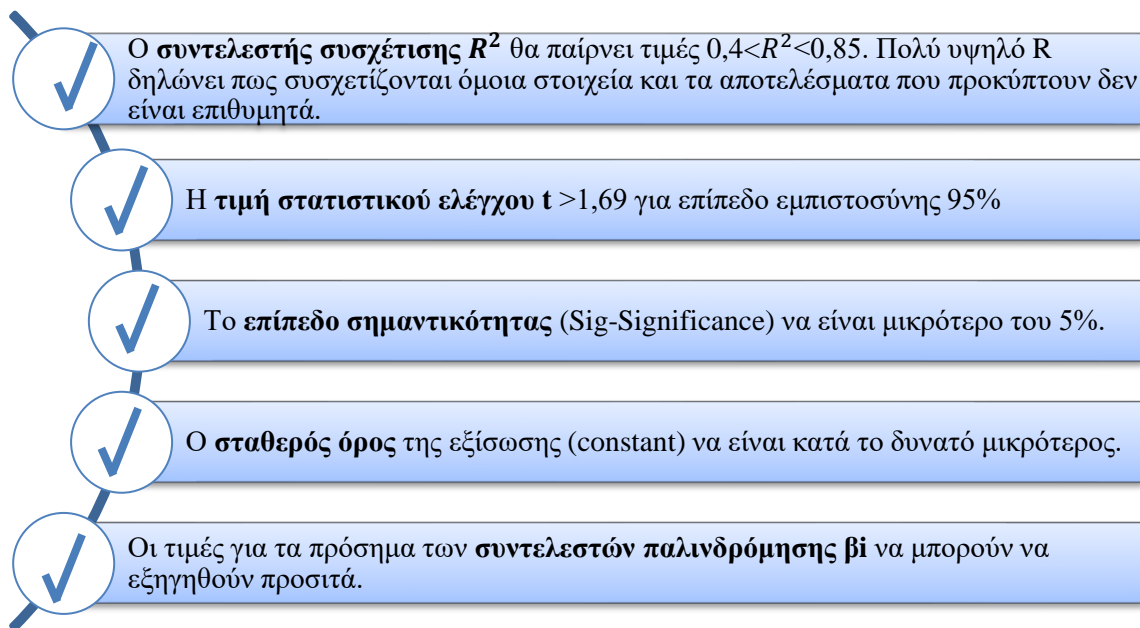 Ο συντελεστής συσχέτισης R² θα παίρνει τιμές 0,4<R²<0,85. Πολύ υψηλό R
δηλώνει πως συσχετίζονται όμοια στοιχεία και τα αποτελέσματα που προκύπτουν δεν
είναι επιθυμητά.
Η τιμή στατιστικού ελέγχου t >1,69 για επίπεδο εμπιστοσύνης 95%
Το επίπεδο σημαντικότητας (Sig-Significance) να είναι μικρότερο του 5%.
Ο σταθερός όρος της εξίσωσης (constant) να είναι κατά το δυνατό μικρότερος.
Οι τιμές για τα πρόσημα των συντελεστών παλινδρόμησης βi να μπορούν να
εξηγηθούν προσιτά.